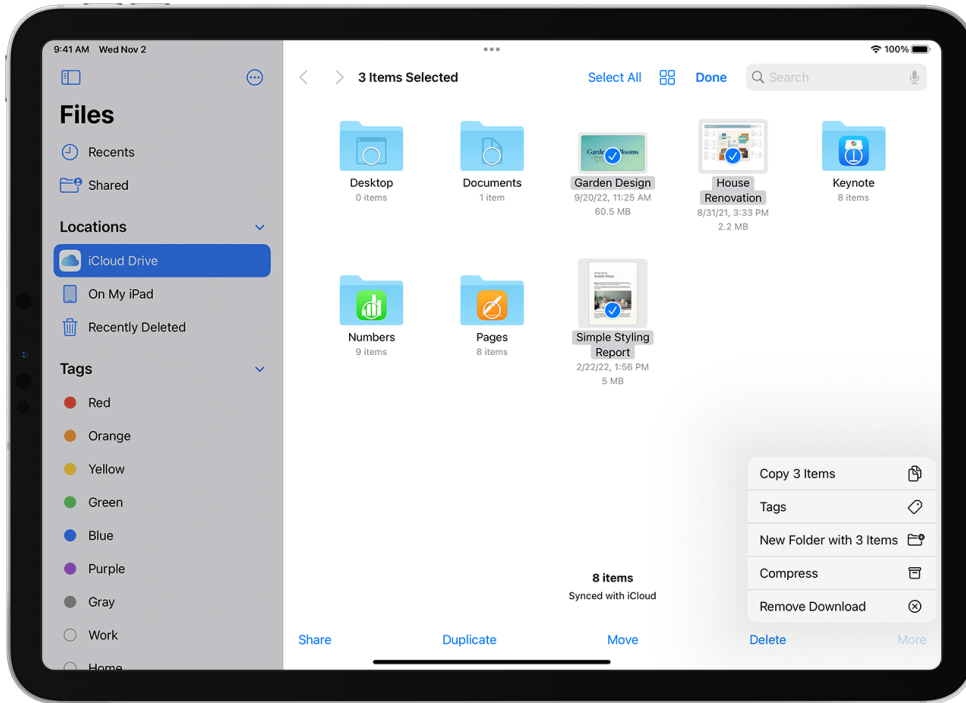 9:41 AM Wed Nov 2
100%
3 Items Selected
Select All
Done
Search
Files
Recents
Shared
Locations
iCloud Drive
On My iPad
Recently Deleted
Tags
Red
Orange
Yellow
Green
Blue
Purple
Gray
Work
Home
Desktop
0 items
Documents
1 item
Garden Design
9/20/22, 11:25 AM
60.5 MB
House
Renovation
8/31/21, 3:33 PM
2.2 MB
Keynote
8 items
Numbers
9 items
Pages
8 items
Simple Styling
Report
2/22/22, 1:56 PM
5 MB
Copy 3 Items
Tags
New Folder with 3 Items
Compress
Remove Download
8 items
Synced with iCloud
Share
Duplicate
Move
Delete
More